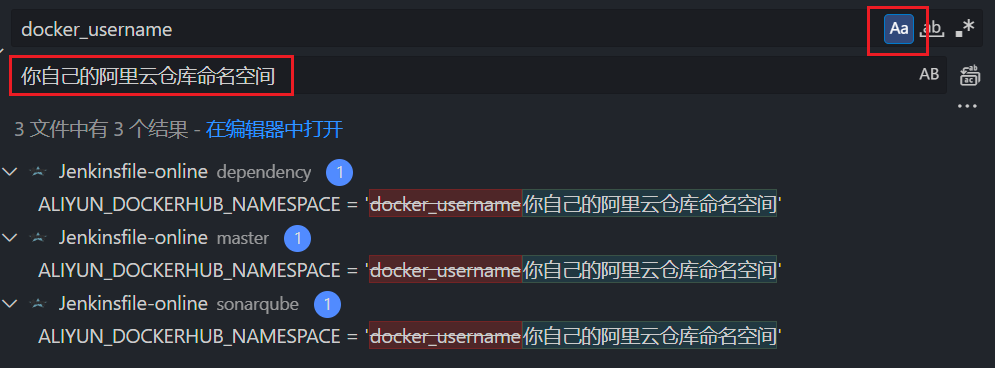 docker_username Aa ab .*
你自己的阿里云仓库命名空间 AB
3 文件中有 3 个结果 - 在编辑器中打开
Jenkinsfile-online dependency 1
ALIYUN_DOCKERHUB_NAMESPACE = 'docker_username你自己的阿里云仓库命名空间'
Jenkinsfile-online master 1
ALIYUN_DOCKERHUB_NAMESPACE = 'docker_username你自己的阿里云仓库命名空间'
Jenkinsfile-online sonarqube 1
ALIYUN_DOCKERHUB_NAMESPACE = 'docker_username你自己的阿里云仓库命名空间'